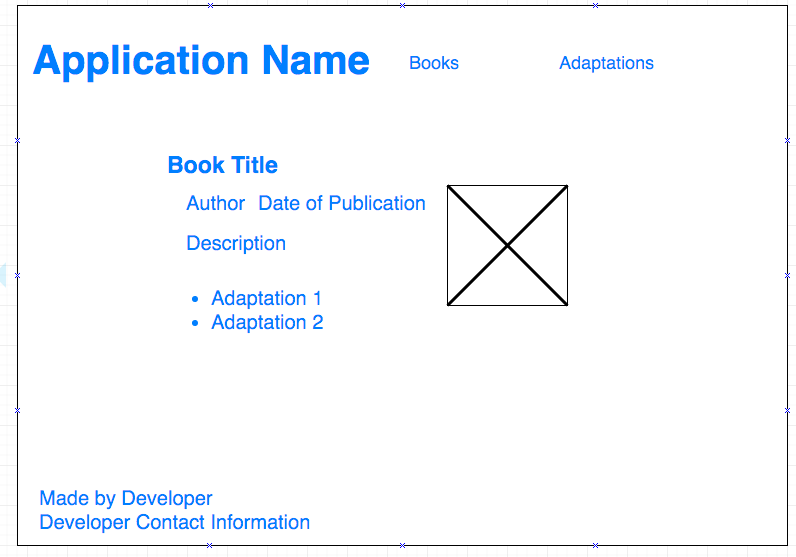 Application Name Books Adaptations
Book Title
Author Date of Publication
Description
• Adaptation 1
• Adaptation 2
Made by Developer
Developer Contact Information